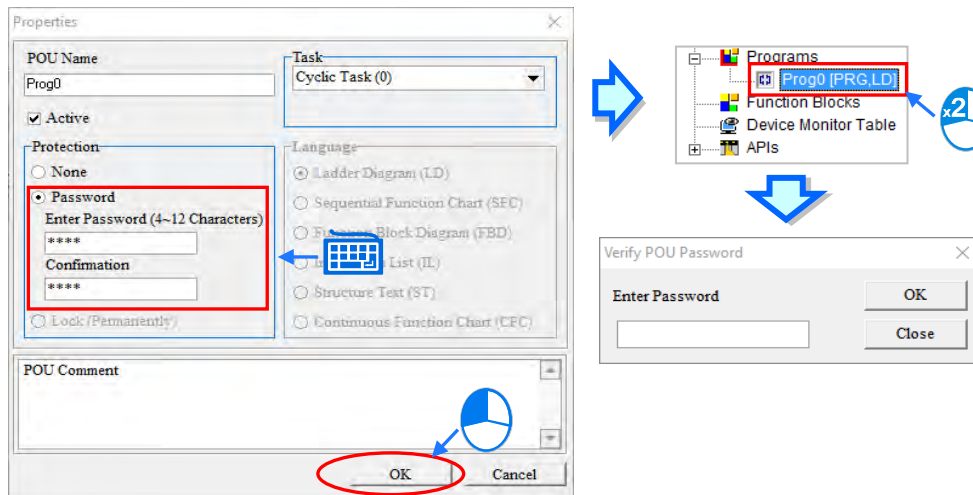 Properties
POU Name
Prog0
Active
Protection
None
Password
Enter Password (4~12 Characters)
****
Confirmation
****
Lock (Permanently)
Task
Cyclic Task (0)
Language
Ladder Diagram (LD)
Sequential Function Chart (SFC)
Block Diagram (FBD)
List (IL)
Structure Text (ST)
Continuous Function Chart (CFC)
POU Comment
OK
Cancel
Programs
Prog0 [PRG,LD]
Function Blocks
Device Monitor Table
APIs
x2
Verify POU Password
Enter Password
OK
Close